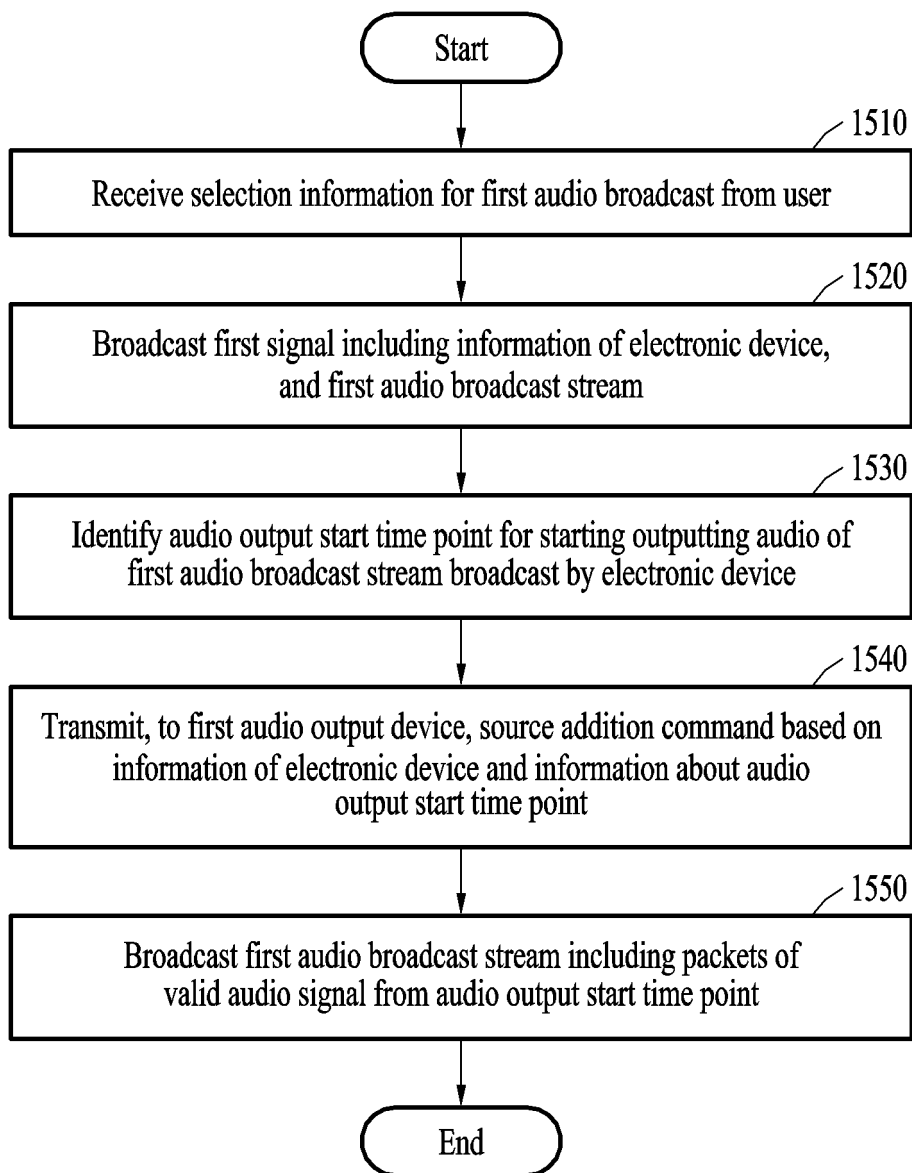 Start
1510
Receive selection information for first audio broadcast from user
1520
Broadcast first signal including information of electronic device,
and first audio broadcast stream
1530
Identify audio output start time point for starting outputting audio of
first audio broadcast stream broadcast by electronic device
1540
Transmit, to first audio output device, source addition command based on
information of electronic device and information about audio
output start time point
1550
Broadcast first audio broadcast stream including packets of
valid audio signal from audio output start time point
End